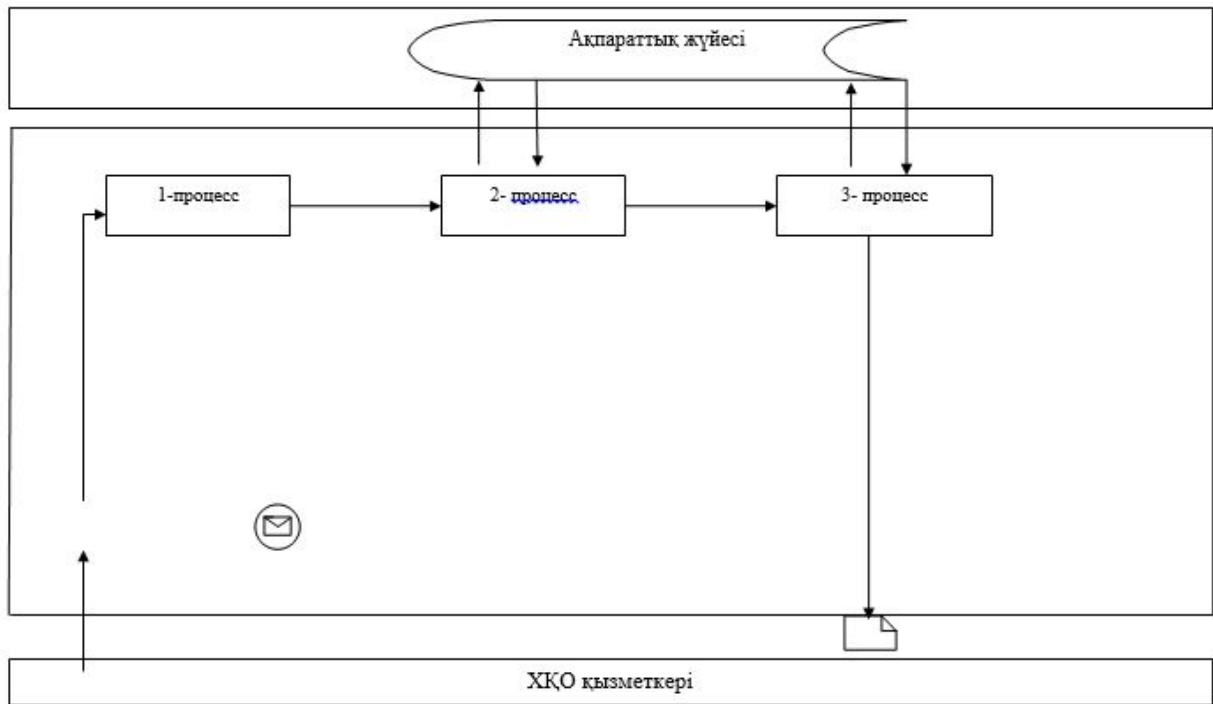 Ақпараттық жүйесі
1-процесс
2- процесс
3- процесс
ХҚО қызметкері